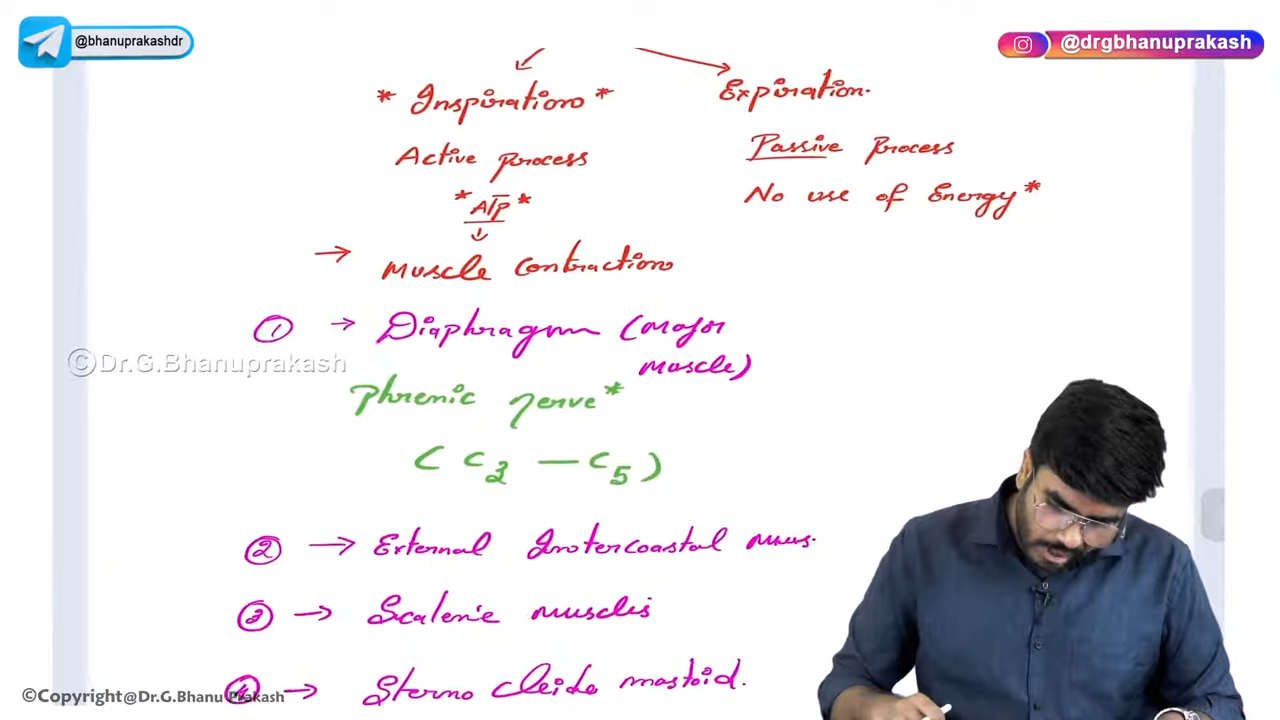 @bhanuprakashdr
@drgbhanuprakash
* Inspiration *
Expiration.
Active process
Passive process
* ATP *
No use of Energy *
→ Muscle contraction
① → Diaphragm (major
muscle)
©Dr.G.Bhanuprakash
phrenic nerve *
( C3 — C5 )
② → External Intercoastal mus.
③ → Scalenie muscles
④ → Sterno cleido mastoid.
©Copyright@Dr.G.Bhanu Prakash